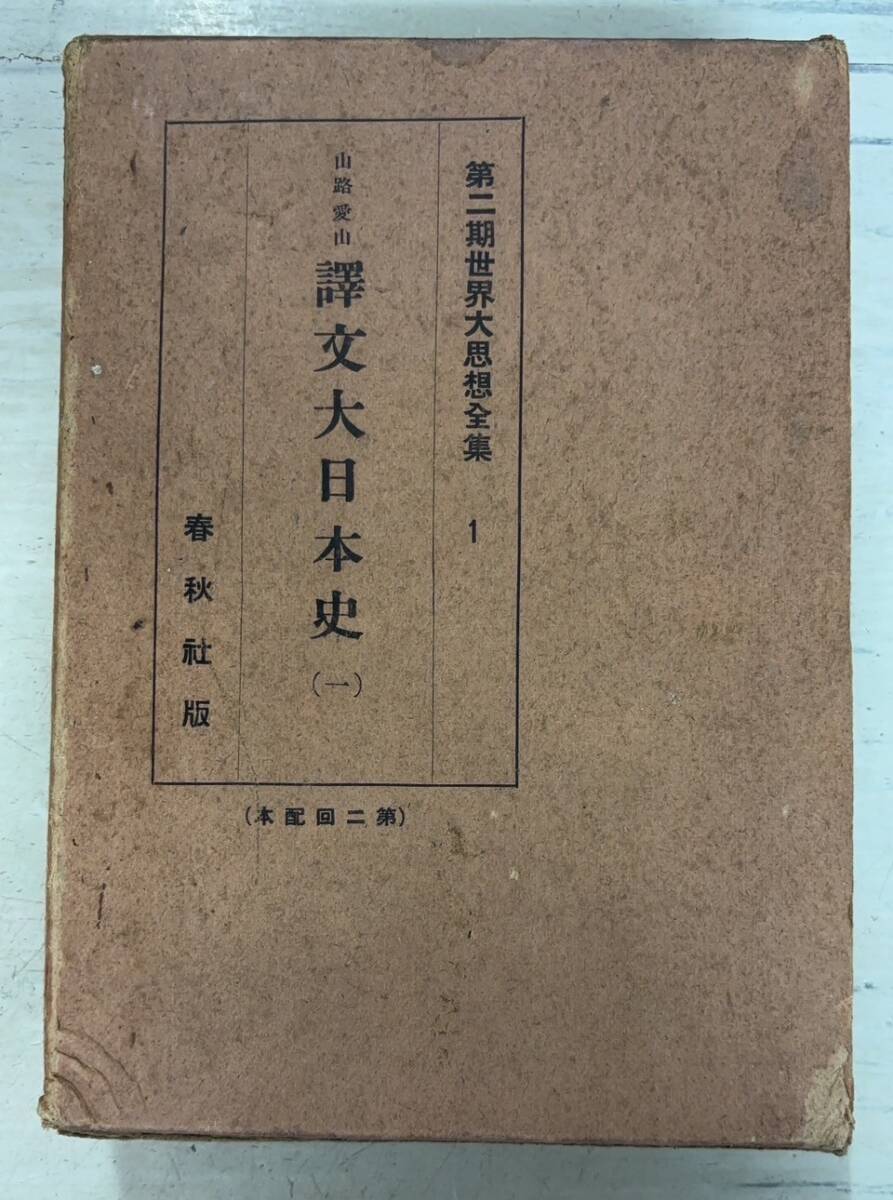 第二期世界大思想全集 1
山路愛山
譯文大日本史(一)
春秋社版
(第二回配本)